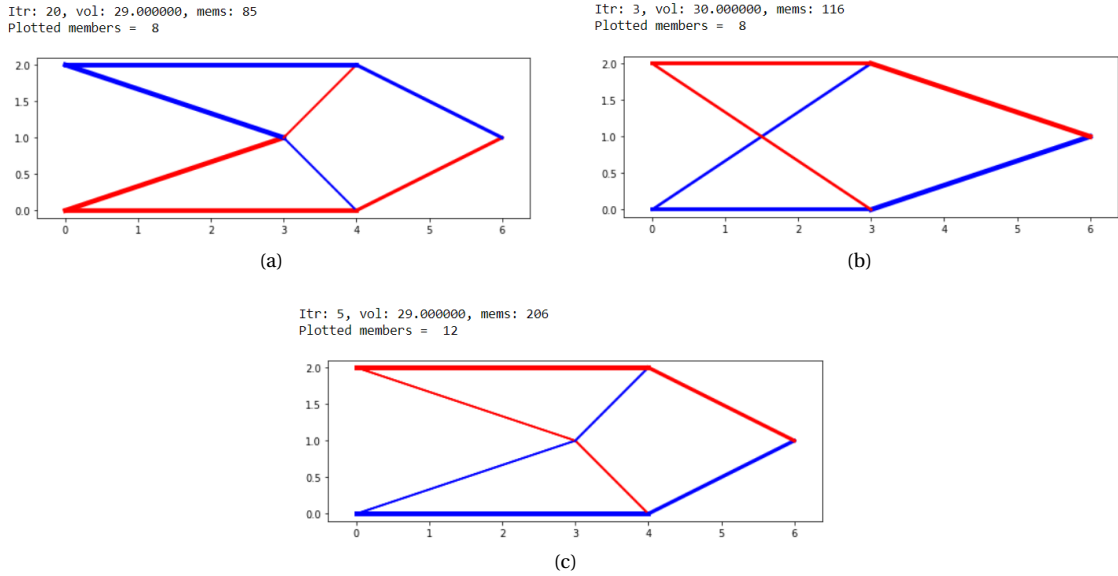 Itr: 20, vol: 29.000000, mems: 85
Plotted members =  8
2.0
1.5
1.0
0.5
0.0
0 1 2 3 4 5 6
(a)
Itr: 3, vol: 30.000000, mems: 116
Plotted members =  8
2.0
1.5
1.0
0.5
0.0
0 1 2 3 4 5 6
(b)
Itr: 5, vol: 29.000000, mems: 206
Plotted members =  12
2.0
1.5
1.0
0.5
0.0
0 1 2 3 4 5 6
(c)